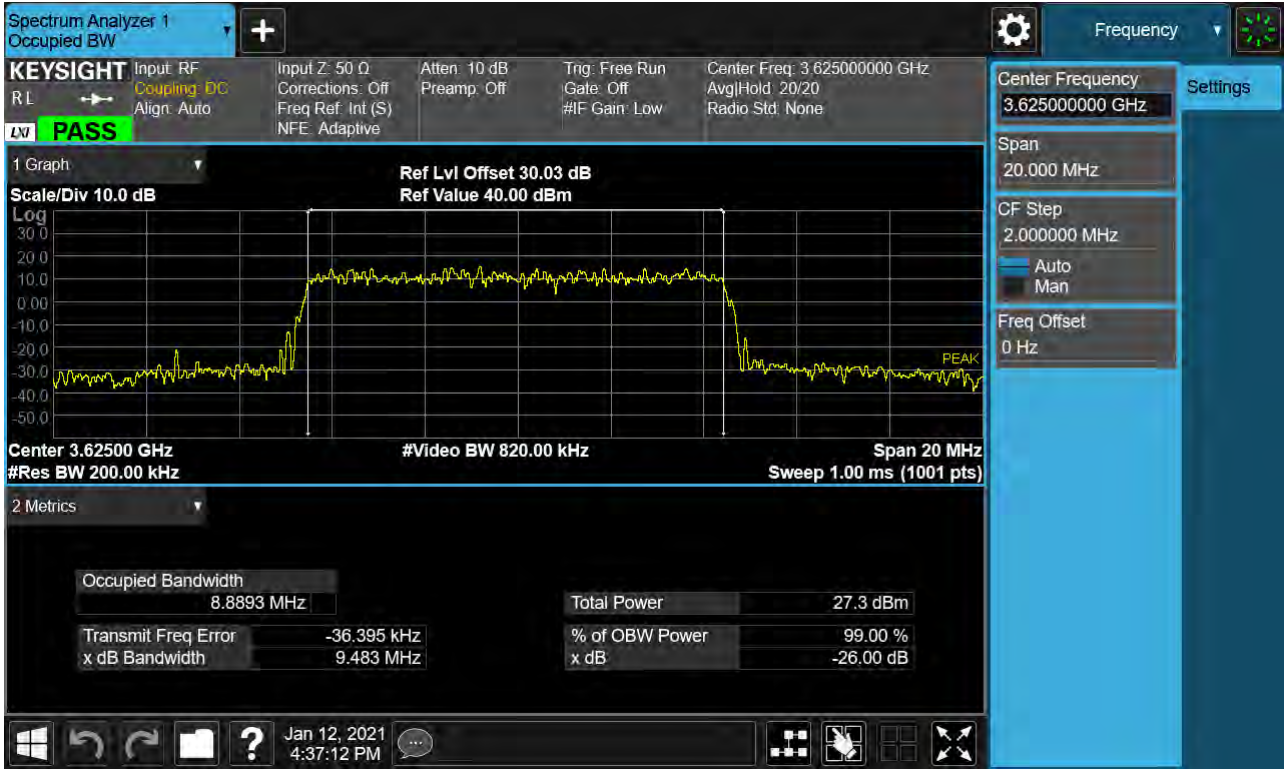 Spectrum Analyzer 1
Occupied BW
+
Frequency
KEYSIGHT
RL
LXI
PASS
Input: RF
Coupling: DC
Align: Auto
Input Z: 50 Ω
Corrections: Off
Freq Ref: Int (S)
NFE: Adaptive
Atten: 10 dB
Preamp: Off
Trig: Free Run
Gate: Off
#IF Gain: Low
Center Freq: 3.625000000 GHz
Avg|Hold: 20/20
Radio Std: None
Center Frequency
3.625000000 GHz
Settings
Span
20.000 MHz
CF Step
2.000000 MHz
Auto
Man
Freq Offset
0 Hz
1 Graph
Scale/Div 10.0 dB
Ref Lvl Offset 30.03 dB
Ref Value 40.00 dBm
Log
30.0
20.0
10.0
0.00
-10.0
-20.0
-30.0
-40.0
-50.0
PEAK
Center 3.62500 GHz
#Video BW 820.00 kHz
Span 20 MHz
#Res BW 200.00 kHz
Sweep 1.00 ms (1001 pts)
2 Metrics
Occupied Bandwidth
8.8893 MHz
Total Power 27.3 dBm
Transmit Freq Error -36.395 kHz
% of OBW Power 99.00 %
x dB Bandwidth 9.483 MHz
x dB -26.00 dB
?
Jan 12, 2021
4:37:12 PM